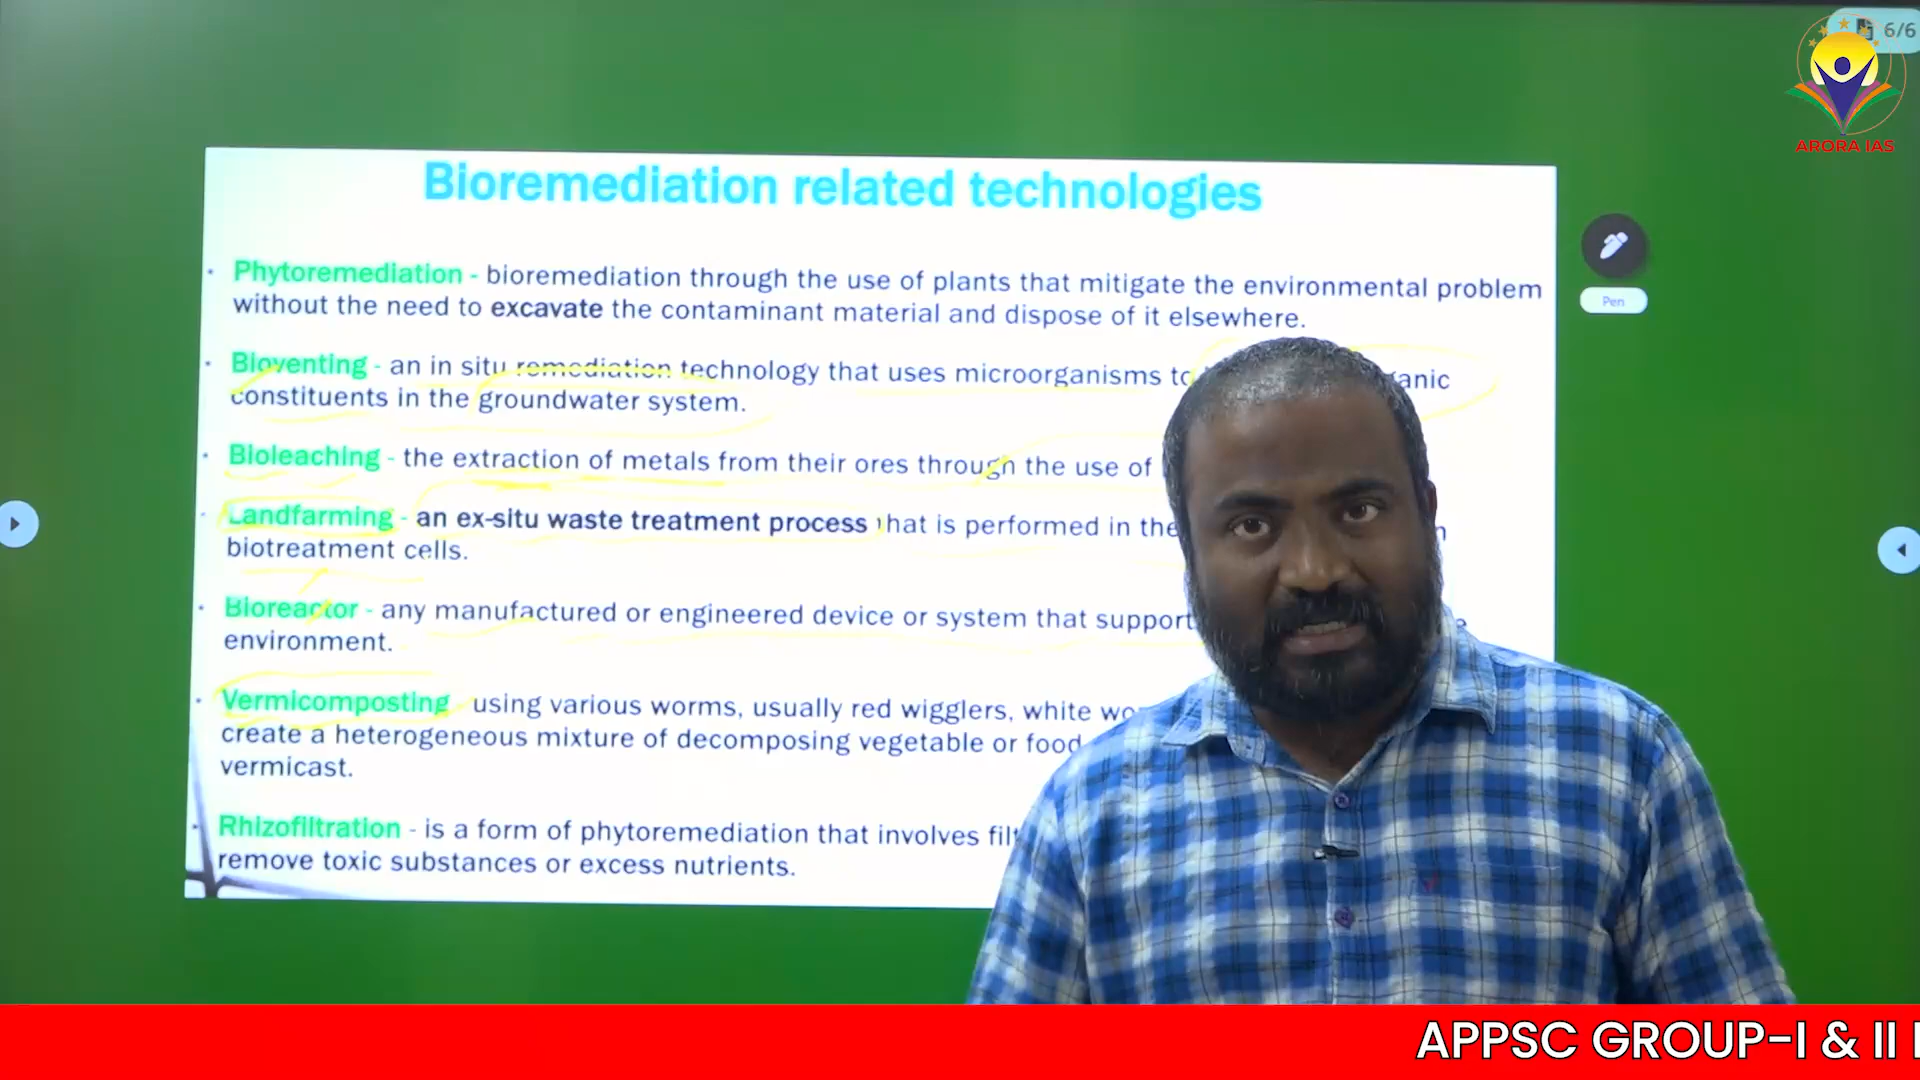 6/6
ARORA IAS
Bioremediation related technologies
Pen
• Phytoremediation - bioremediation through the use of plants that mitigate the environmental problem
without the need to excavate the contaminant material and dispose of it elsewhere.
• Bioventing - an in situ remediation technology that uses microorganisms to
constituents in the groundwater system.
• Bioleaching - the extraction of metals from their ores through the use of
• Landfarming - an ex-situ waste treatment process that is performed in the
biotreatment cells.
• Bioreactor - any manufactured or engineered device or system that support
environment.
• Vermicomposting using various worms, usually red wigglers, white
create a heterogeneous mixture of decomposing vegetable or food
vermicast.
• Rhizofiltration - is a form of phytoremediation that involves
remove toxic substances or excess nutrients.
APPSC GROUP-I & II